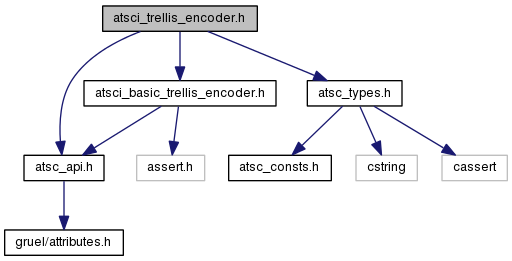 atsci_trellis_encoder.h
atsci_basic_trellis_encoder.h
atsc_types.h
atsc_api.h
assert.h
atsc_consts.h
cstring
cassert
gruel/attributes.h